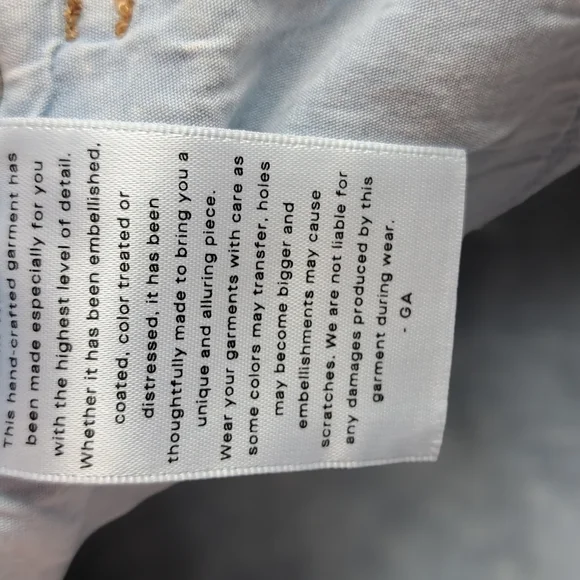 This hand-crafted garment has
been made especially for you
with the highest level of detail.
Whether it has been embellished,
coated, color treated or
distressed, it has been
thoughtfully made to bring you a
unique and alluring piece.
Wear your garments with care as
some colors may transfer, holes
may become bigger and
embellishments may cause
scratches. We are not liable for
any damages produced by this
garment during wear.
- GA